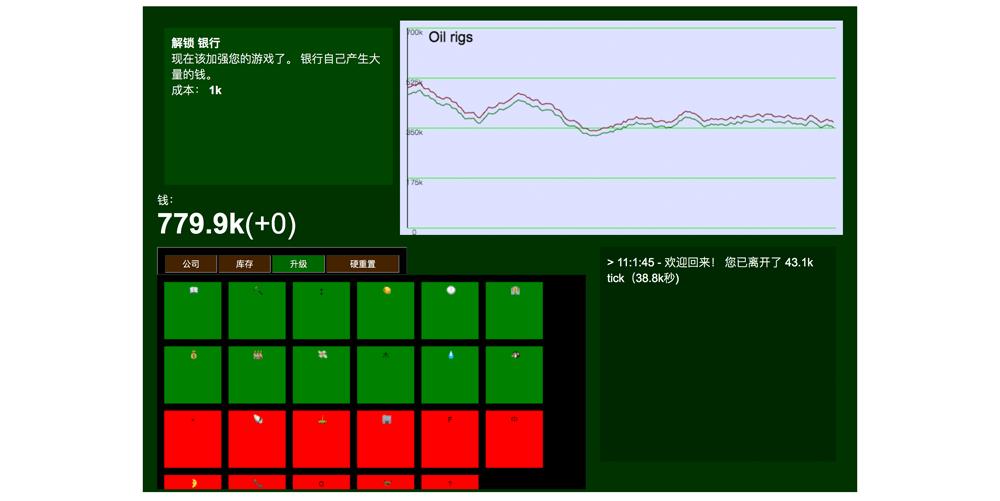 解锁 银行
现在该加强您的游戏了。 银行自己产生大
量的钱。
成本： 1k
700k
Oil rigs
525k
350k
175k
0
钱:
779.9k(+0)
公司
库存
升级
硬重置
> 11:1:45 - 欢迎回来！ 您已离开了 43.1k
tick（38.8k秒)